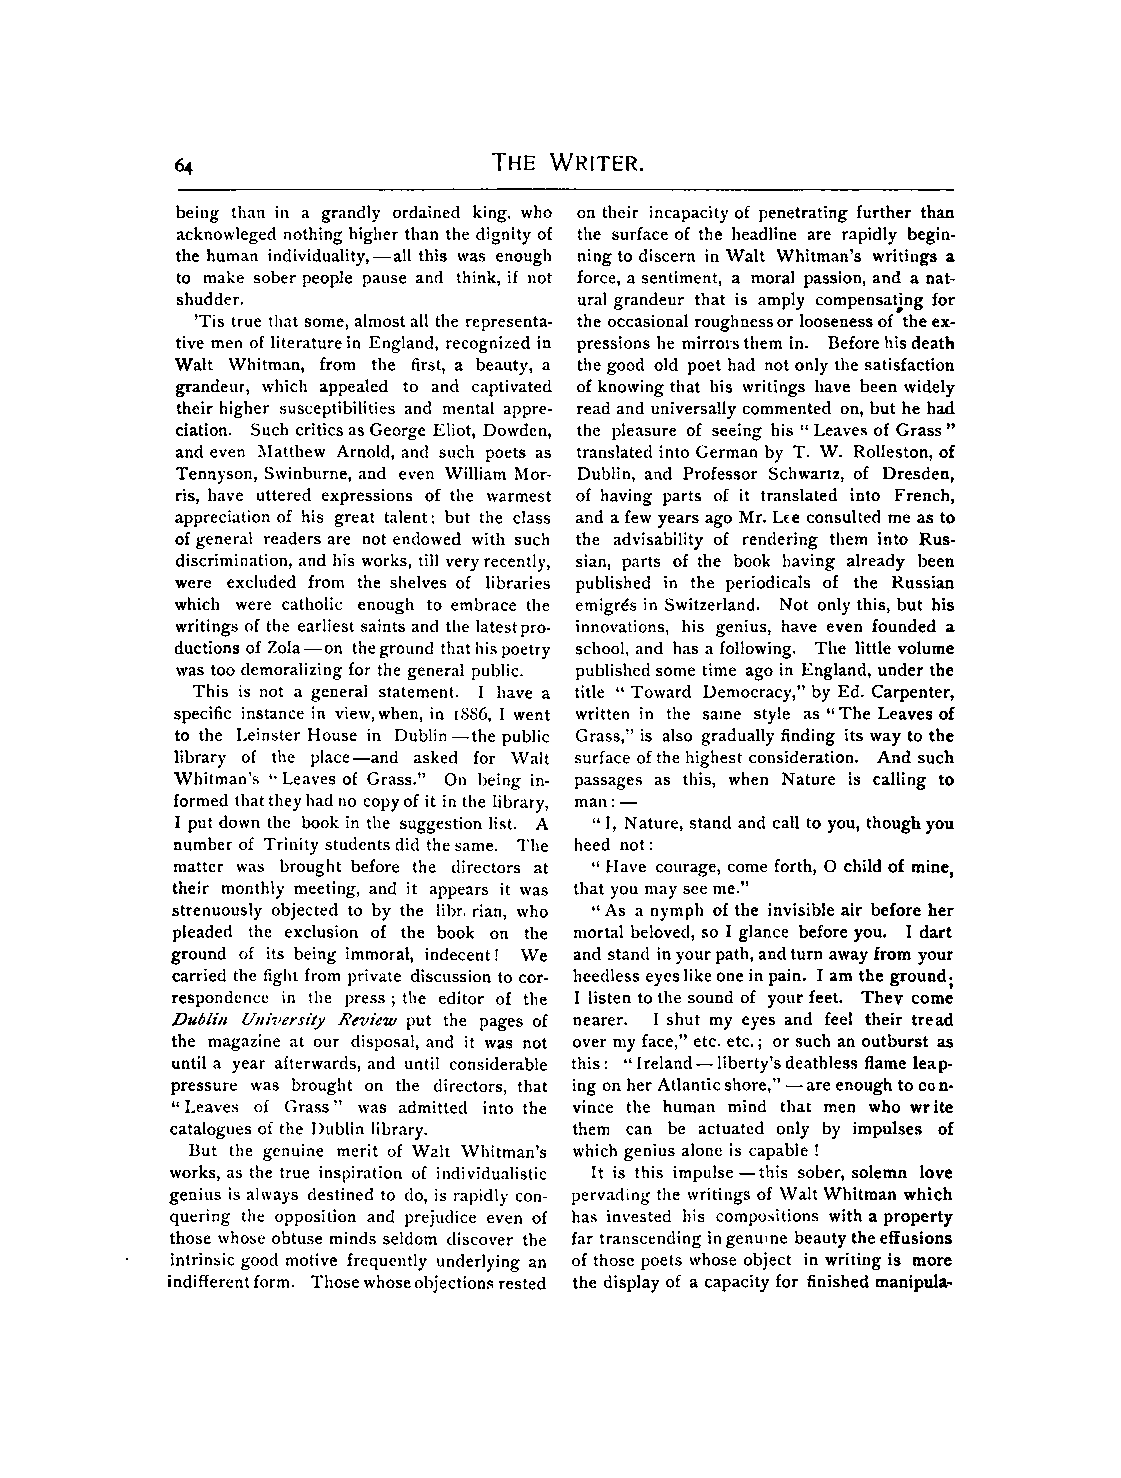 64
THE WRITER.
being than in a grandly ordained king, who
acknowleged nothing higher than the dignity of
the human individuality,—all this was enough
to make sober people pause and think, if not
shudder.
'Tis true that some, almost all the representa-
tive men of literature in England, recognized in
Walt Whitman, from the first, a beauty, a
grandeur, which appealed to and captivated
their higher susceptibilities and mental appre-
ciation. Such critics as George Eliot, Dowden,
and even Matthew Arnold, and such poets as
Tennyson, Swinburne, and even William Mor-
ris, have uttered expressions of the warmest
appreciation of his great talent; but the class
of general readers are not endowed with such
discrimination, and his works, till very recently,
were excluded from the shelves of libraries
which were catholic enough to embrace the
writings of the earliest saints and the latest pro-
ductions of Zola—on the ground that his poetry
was too demoralizing for the general public.
This is not a general statement. I have a
specific instance in view, when, in 1886, I went
to the Leinster House in Dublin—the public
library of the place—and asked for Walt
Whitman's "Leaves of Grass." On being in-
formed that they had no copy of it in the library,
I put down the book in the suggestion list. A
number of Trinity students did the same. The
matter was brought before the directors at
their monthly meeting, and it appears it was
strenuously objected to by the libr. rian, who
pleaded the exclusion of the book on the
ground of its being immoral, indecent! We
carried the fight from private discussion to cor-
respondence in the press; the editor of the
Dublin University Review put the pages of
the magazine at our disposal, and it was not
until a year afterwards, and until considerable
pressure was brought on the directors, that
"Leaves of Grass" was admitted into the
catalogues of the Dublin library.
But the genuine merit of Walt Whitman's
works, as the true inspiration of individualistic
genius is always destined to do, is rapidly con-
quering the opposition and prejudice even of
those whose obtuse minds seldom discover the
intrinsic good motive frequently underlying an
indifferent form. Those whose objections rested
on their incapacity of penetrating further than
the surface of the headline are rapidly begin-
ning to discern in Walt Whitman's writings a
force, a sentiment, a moral passion, and a nat-
ural grandeur that is amply compensating for
the occasional roughness or looseness of the ex-
pressions he mirrors them in. Before his death
the good old poet had not only the satisfaction
of knowing that his writings have been widely
read and universally commented on, but he had
the pleasure of seeing his "Leaves of Grass"
translated into German by T. W. Rolleston, of
Dublin, and Professor Schwartz, of Dresden,
of having parts of it translated into French,
and a few years ago Mr. Lee consulted me as to
the advisability of rendering them into Rus-
sian, parts of the book having already been
published in the periodicals of the Russian
emigrés in Switzerland. Not only this, but his
innovations, his genius, have even founded a
school, and has a following. The little volume
published some time ago in England, under the
title "Toward Democracy," by Ed. Carpenter,
written in the same style as "The Leaves of
Grass," is also gradually finding its way to the
surface of the highest consideration. And such
passages as this, when Nature is calling to
man:—
"I, Nature, stand and call to you, though you
heed not:
"Have courage, come forth, O child of mine,
that you may see me."
"As a nymph of the invisible air before her
mortal beloved, so I glance before you. I dart
and stand in your path, and turn away from your
heedless eyes like one in pain. I am the ground;
I listen to the sound of your feet. They come
nearer. I shut my eyes and feel their tread
over my face," etc. etc.; or such an outburst as
this: "Ireland—liberty's deathless flame leap-
ing on her Atlantic shore,"—are enough to con-
vince the human mind that men who write
them can be actuated only by impulses of
which genius alone is capable!
It is this impulse—this sober, solemn love
pervading the writings of Walt Whitman which
has invested his compositions with a property
far transcending in genuine beauty the effusions
of those poets whose object in writing is more
the display of a capacity for finished manipula-